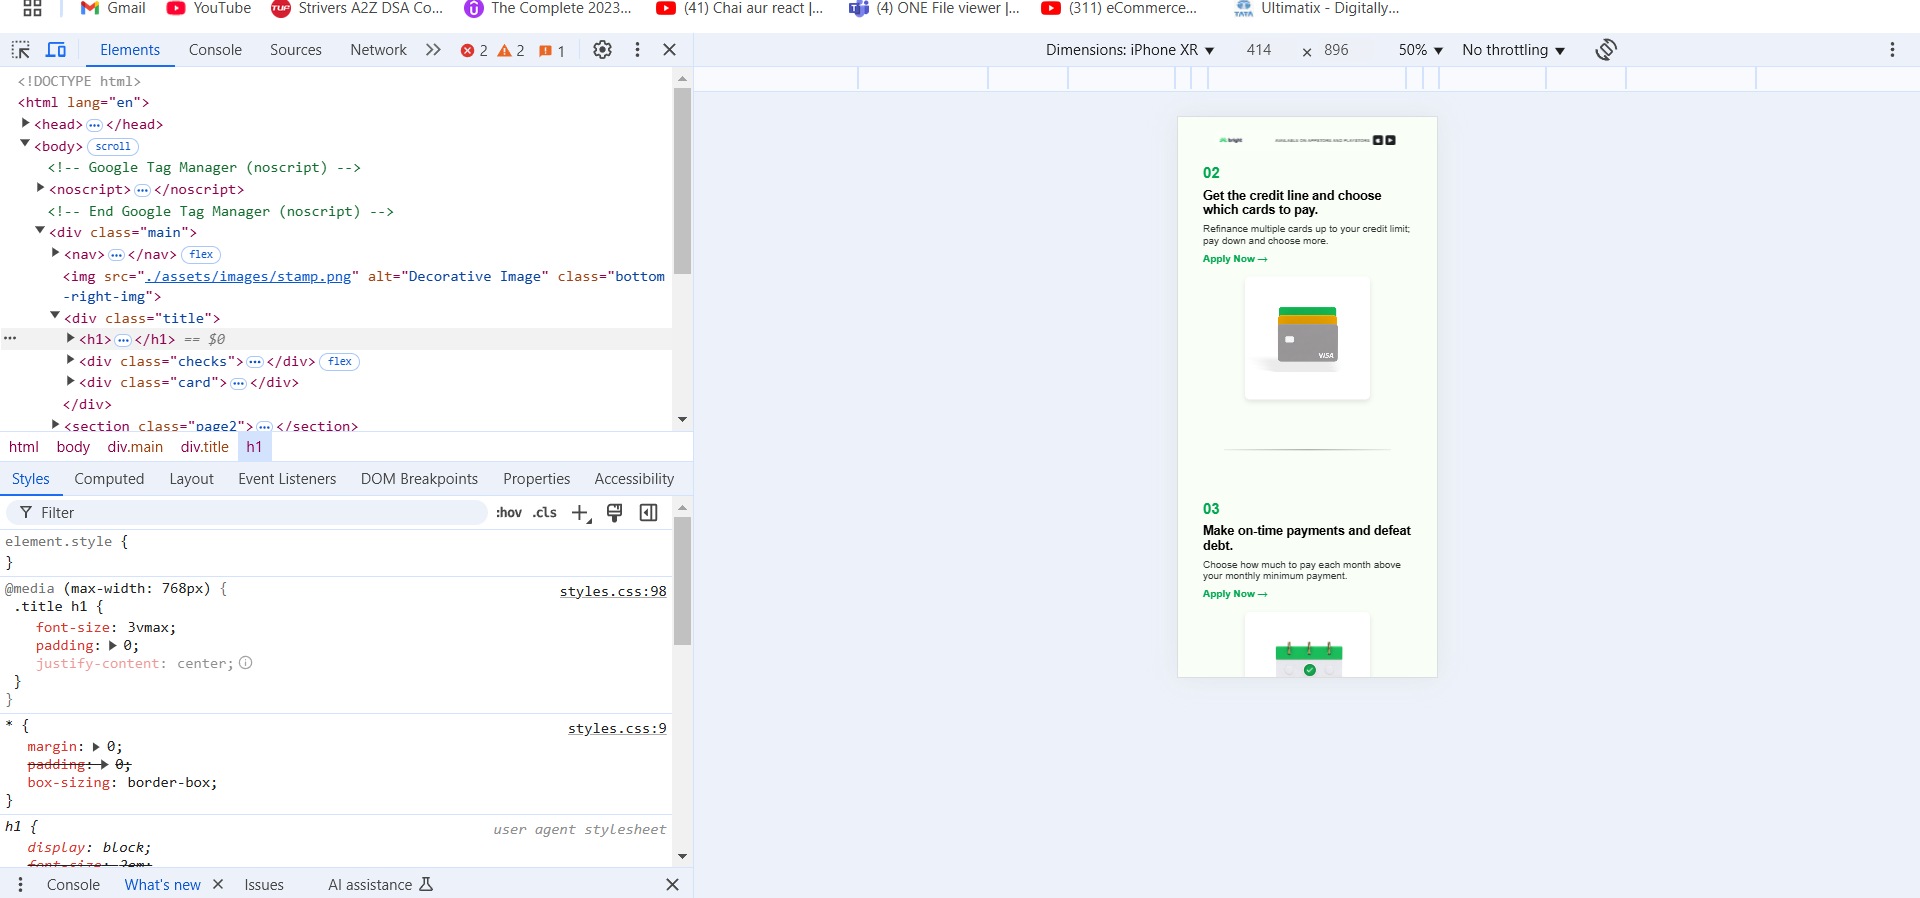 Gmail
YouTube
Strivers A2Z DSA Co...
The Complete 2023...
(41) Chai aur react |...
(4) ONE File viewer |...
(311) eCommerce...
Ultimatix - Digitally...
Elements Console Sources Network 2 2 1
Dimensions: iPhone XR 414 x 896 50% No throttling
<!DOCTYPE html>
<html lang="en">
<head> ⋯ </head>
<body> scroll
<!-- Google Tag Manager (noscript) -->
<noscript> ⋯ </noscript>
<!-- End Google Tag Manager (noscript) -->
<div class="main">
<nav> ⋯ </nav> flex
<img src="./assets/images/stamp.png" alt="Decorative Image" class="bottom
-right-img">
<div class="title">
<h1> ⋯ </h1> == $0
<div class="checks"> ⋯ </div> flex
<div class="card"> ⋯ </div>
</div>
<section class="page2"> ⋯ </section>
html body div.main div.title h1
Styles Computed Layout Event Listeners DOM Breakpoints Properties Accessibility
Filter :hov .cls
element.style {
}
@media (max-width: 768px) { styles.css:98
.title h1 {
font-size: 3vmax;
padding: 0;
justify-content: center;
}
}
* { styles.css:9
margin: 0;
padding: 0;
box-sizing: border-box;
}
h1 { user agent stylesheet
display: block;
font-size: 2em;
Console What's new Issues AI assistance
bright AVAILABLE ON APPSTORE AND PLAYSTORE
02
Get the credit line and choose
which cards to pay.
Refinance multiple cards up to your credit limit;
pay down and choose more.
Apply Now →
VISA
03
Make on-time payments and defeat
debt.
Choose how much to pay each month above
your monthly minimum payment.
Apply Now →